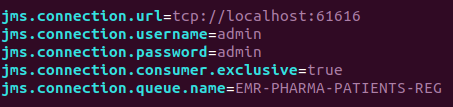 jms.connection.url=tcp://localhost:61616
jms.connection.username=admin
jms.connection.password=admin
jms.connection.consumer.exclusive=true
jms.connection.queue.name=EMR-PHARMA-PATIENTS-REG